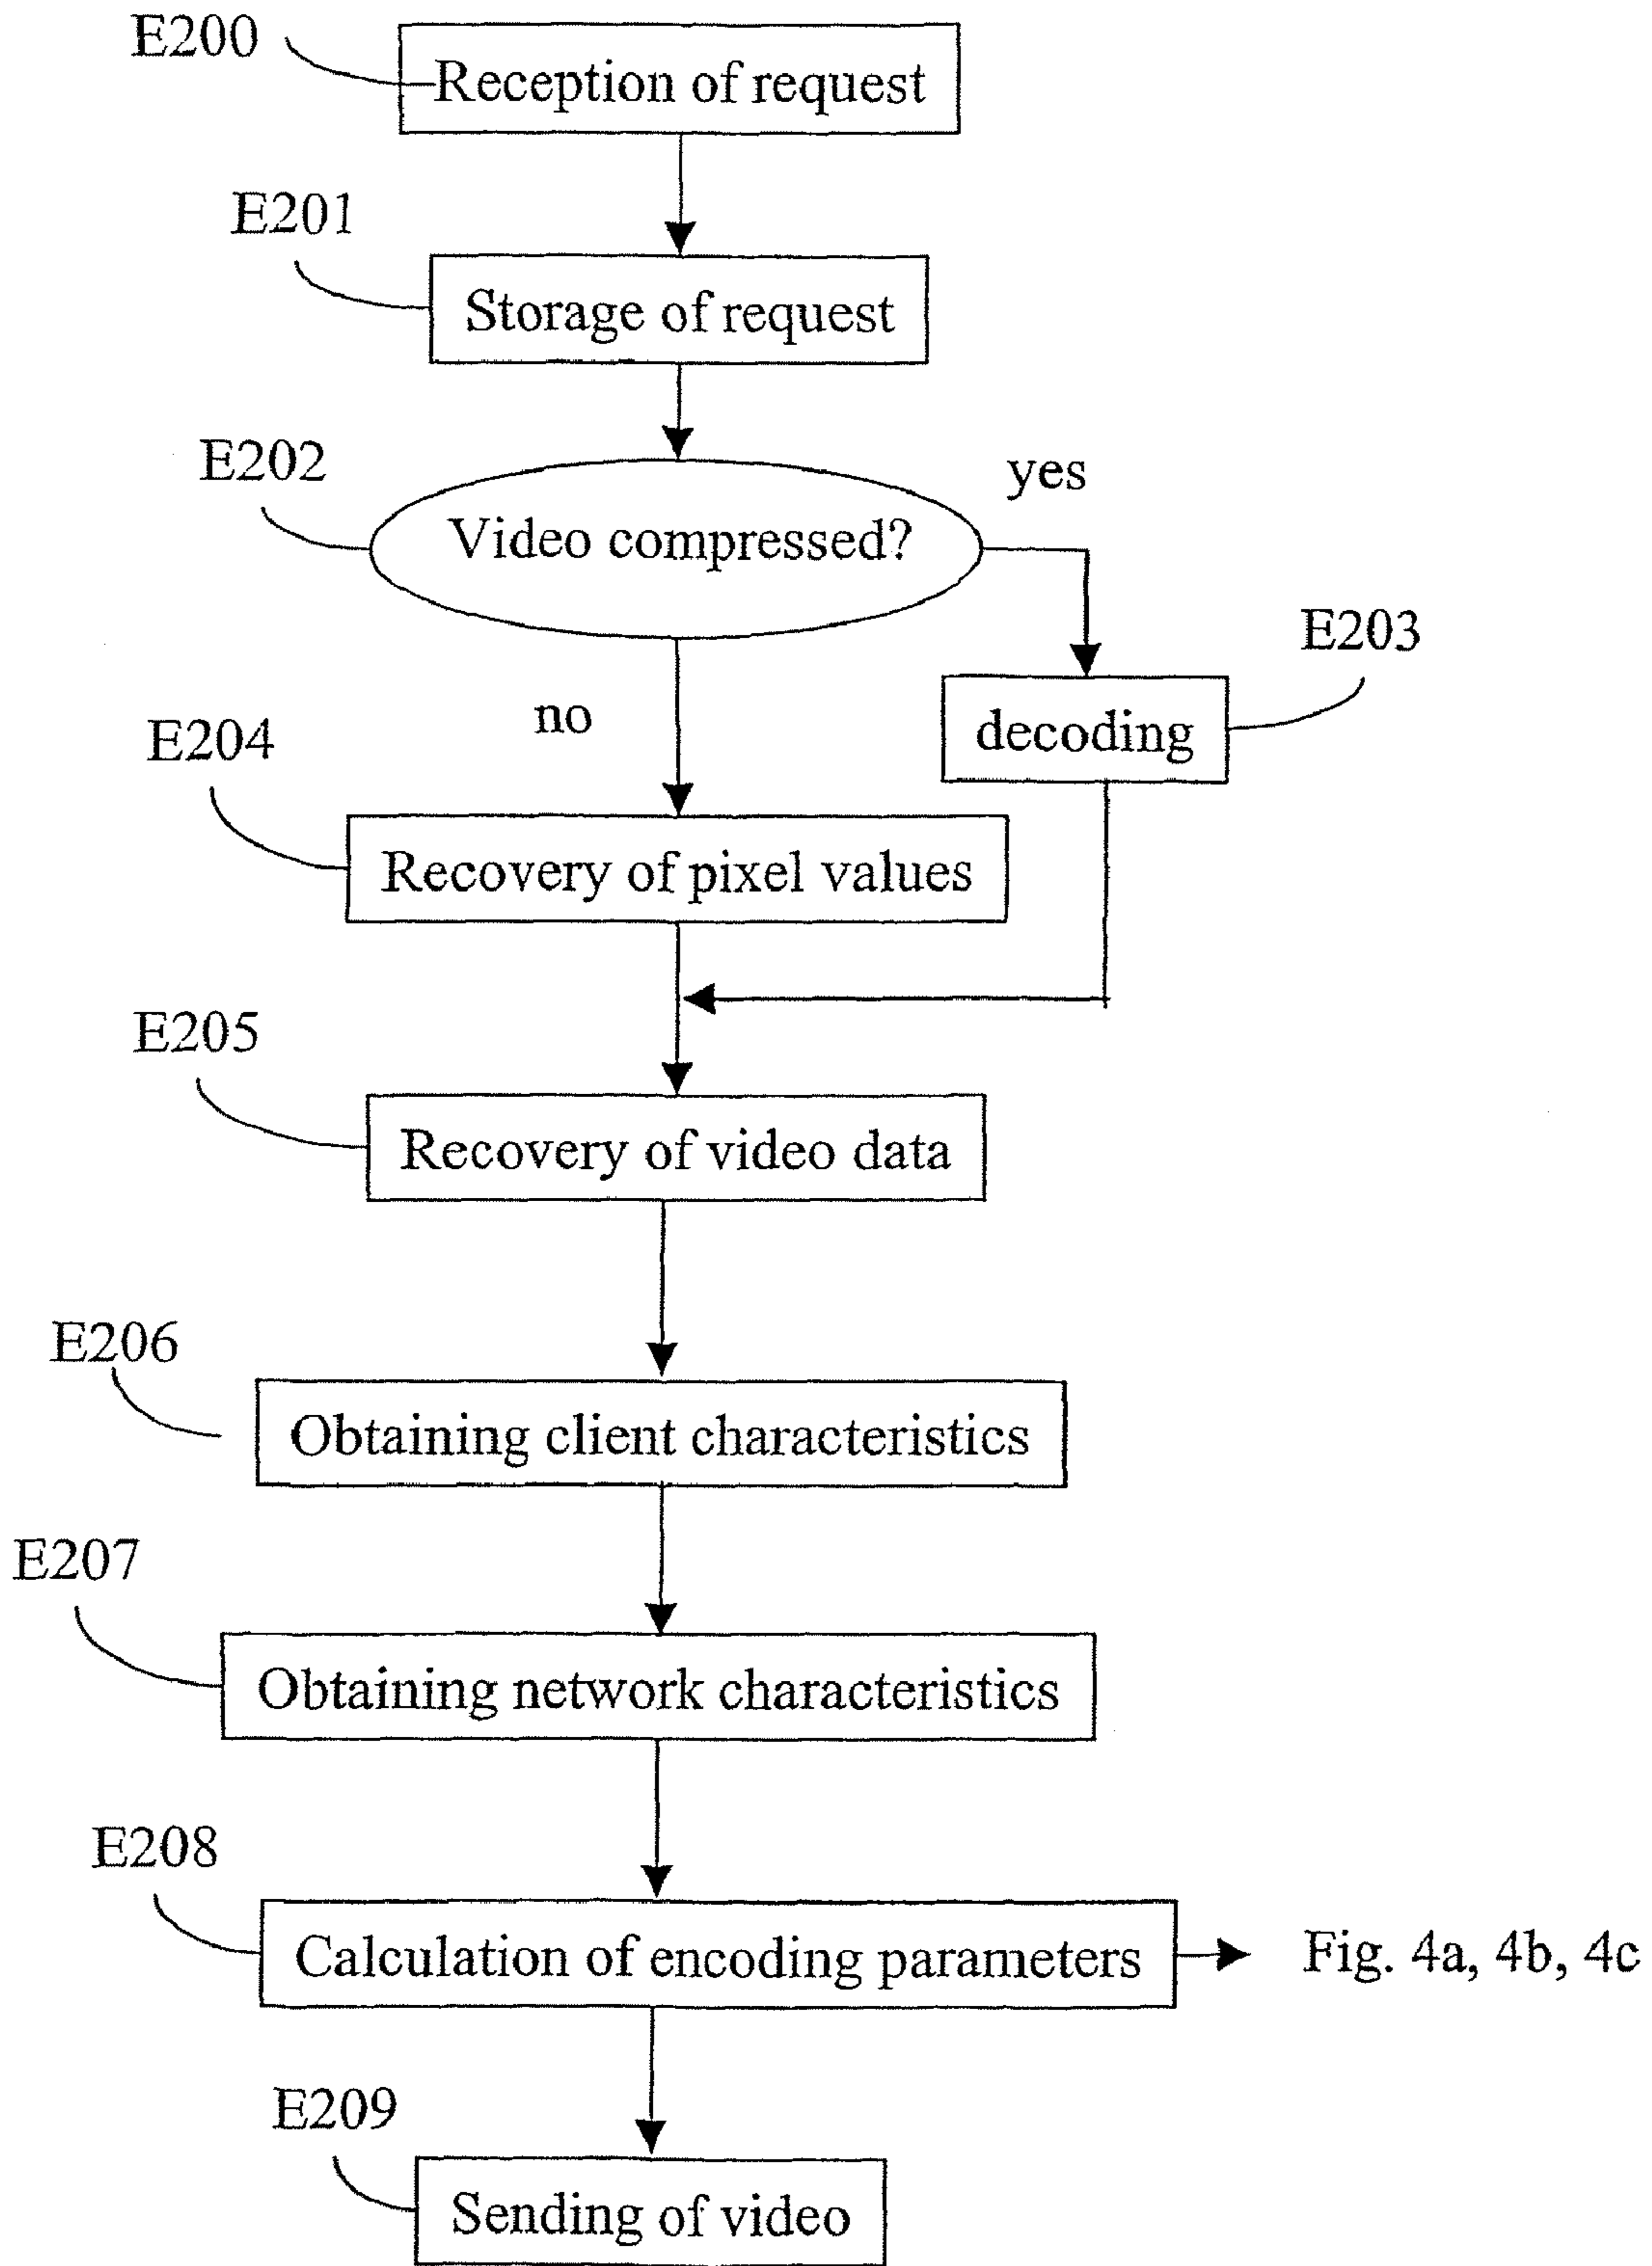 E200
Reception of request
E201
Storage of request
E202
yes
Video compressed?
E203
no
decoding
E204
Recovery of pixel values
E205
Recovery of video data
E206
Obtaining client characteristics
E207
Obtaining network characteristics
E208
Calculation of encoding parameters
Fig. 4a, 4b, 4c
E209
Sending of video